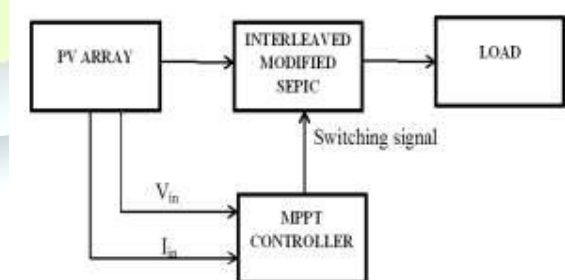 PV ARRAY
INTERLEAVED
MODIFIED
SEPIC
LOAD
Switching signal
Vin
Iin
MPPT
CONTROLLER